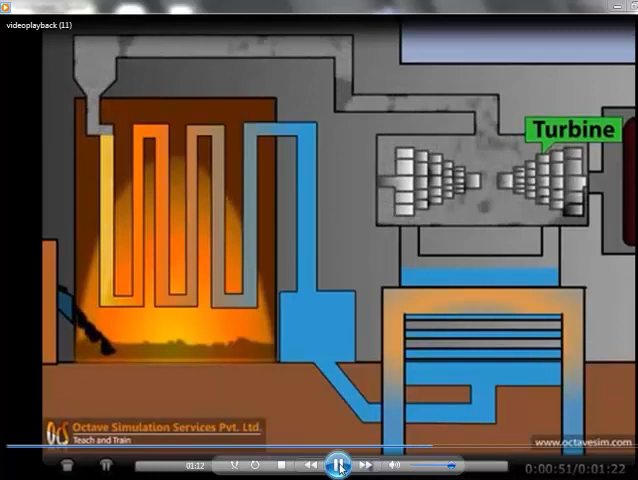 videoplayback (11)
Turbine
OCS Octave Simulation Services Pvt. Ltd.
Teach and Train
www.octavesim.com
01:12
0:00:51/0:01:22